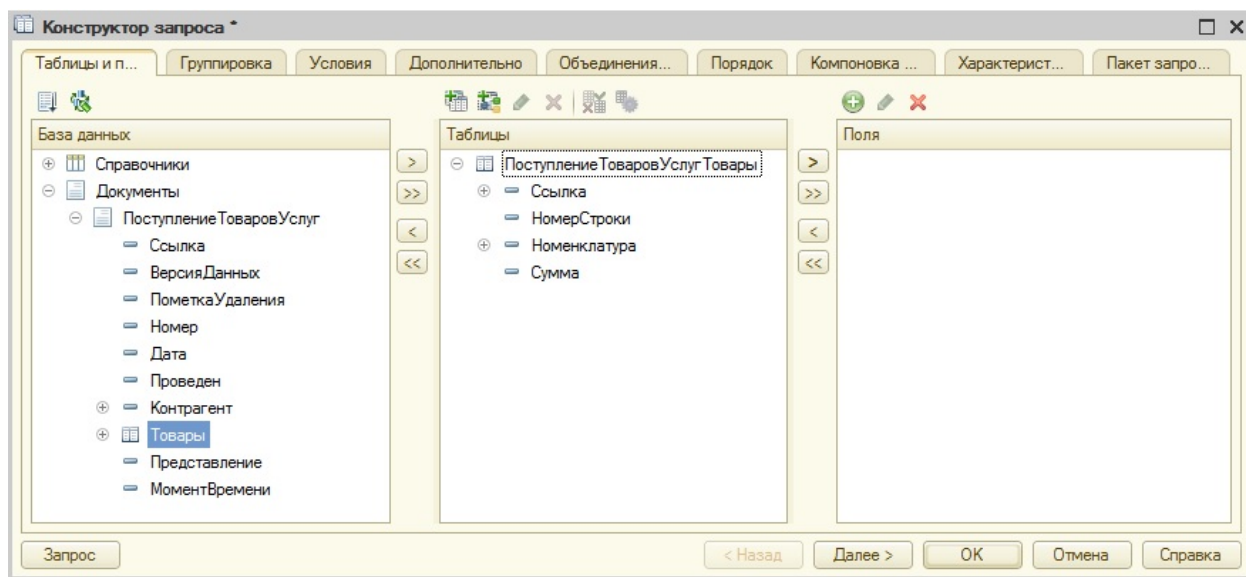 Конструктор запроса *
Таблицы и п... Группировка Условия Дополнительно Объединения... Порядок Компоновка ... Характерист... Пакет запро...
База данных
Справочники
Документы
ПоступлениеТоваровУслуг
Ссылка
ВерсияДанных
ПометкаУдаления
Номер
Дата
Проведен
Контрагент
Товары
Представление
МоментВремени
>
>>
<
<<
Таблицы
ПоступлениеТоваровУслугТовары
Ссылка
НомерСтроки
Номенклатура
Сумма
>
>>
<
<<
Поля
Запрос < Назад Далее > OK Отмена Справка